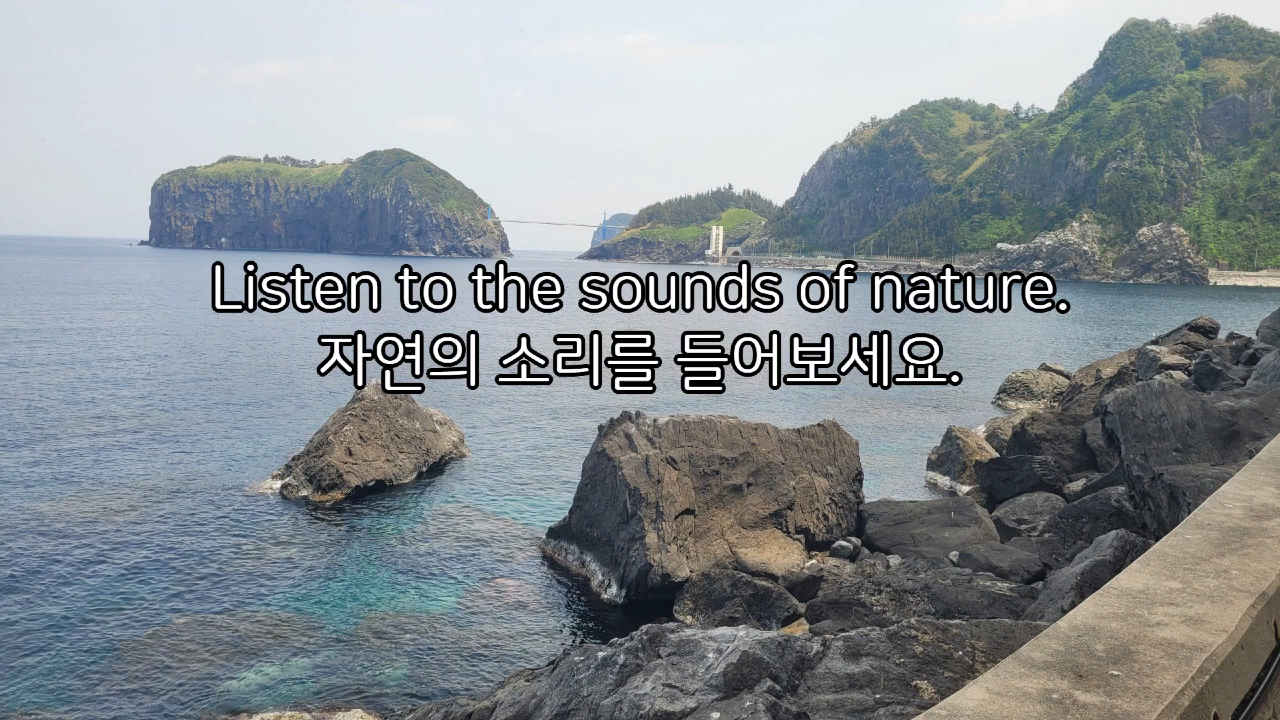 Listen to the sounds of nature.
자연의 소리를 들어보세요.